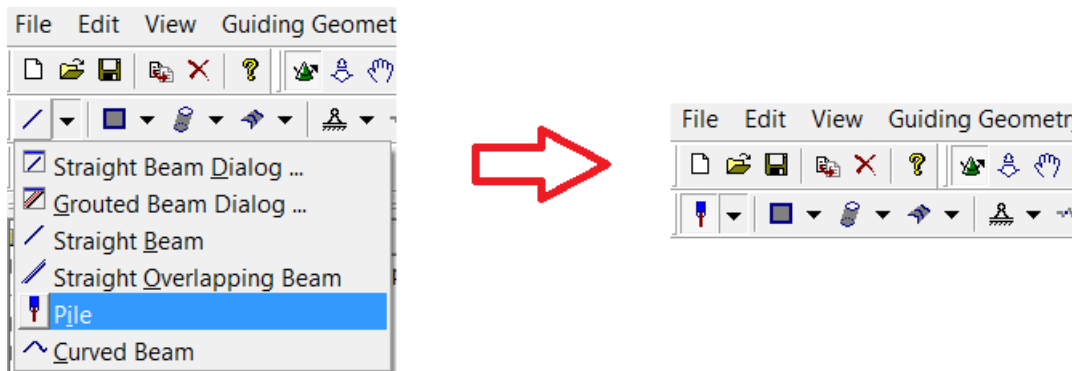 File Edit View Guiding Geomet
Straight Beam Dialog ...
Grouted Beam Dialog ...
Straight Beam
Straight Overlapping Beam
Pile
Curved Beam
File Edit View Guiding Geometr